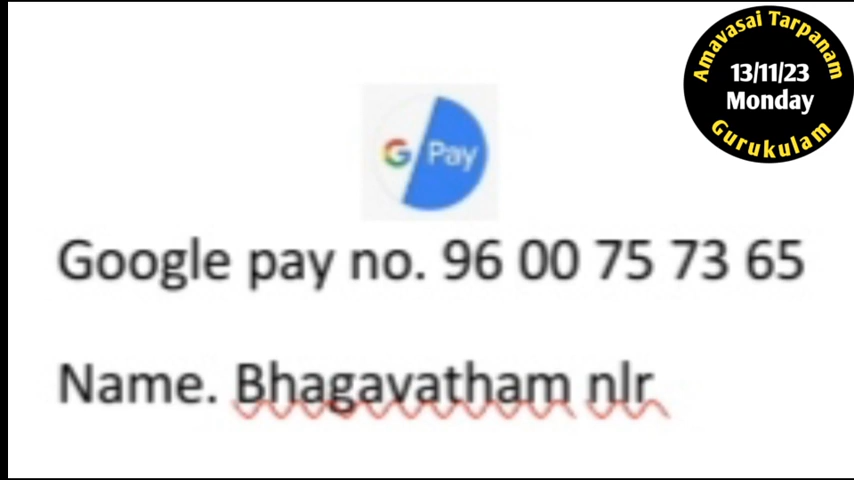 Amavasai Tarpanam
13/11/23
Monday
Gurukulam
G Pay
Google pay no. 96 00 75 73 65
Name. Bhagavatham nlr